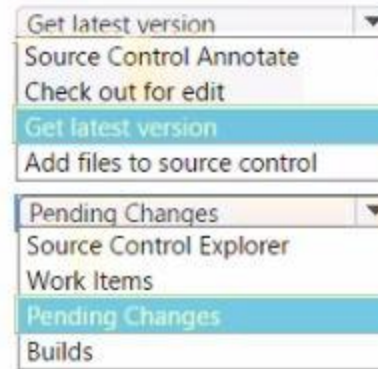 Get latest version
Source Control Annotate
Check out for edit
Get latest version
Add files to source control
Pending Changes
Source Control Explorer
Work Items
Pending Changes
Builds